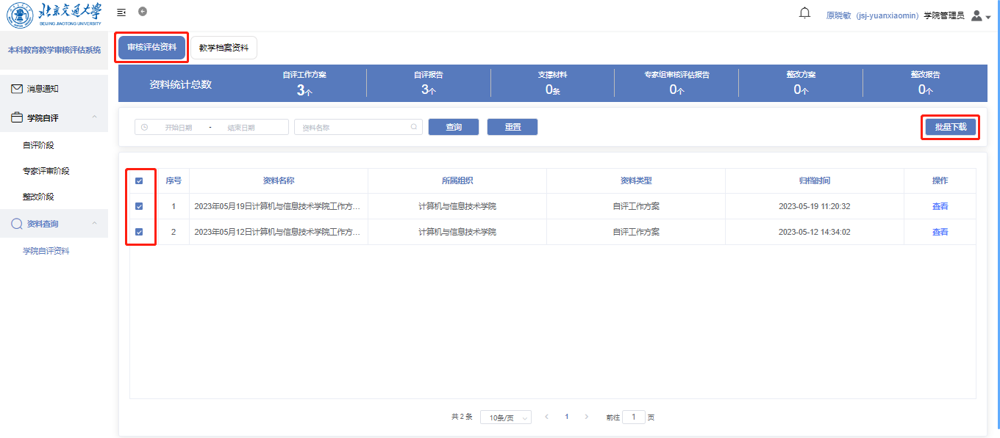 北京交通大学
BEIJING JIAOTONG UNIVERSITY
原晓敏（jsj-yuanxiaomin）学院管理员
本科教育教学审核评估系统
消息通知
学院自评
自评阶段
专家评审阶段
整改阶段
资料查询
学院自评资料
审核评估资料 教学档案资料
资料统计总数
自评工作方案 自评报告 支撑材料 专家组审核评估报告 整改方案 整改报告
3个 3个 0条 0个 0个 0个
开始日期 - 结束日期 资料名称 查询 重置 批量下载
序号 资料名称 所属组织 资料类型 归档时间 操作
1 2023年05月19日计算机与信息技术学院工作方... 计算机与信息技术学院 自评工作方案 2023-05-19 11:20:32 查看
2 2023年05月12日计算机与信息技术学院工作方... 计算机与信息技术学院 自评工作方案 2023-05-12 14:34:02 查看
共 2 条 10条/页 1 前往 1 页